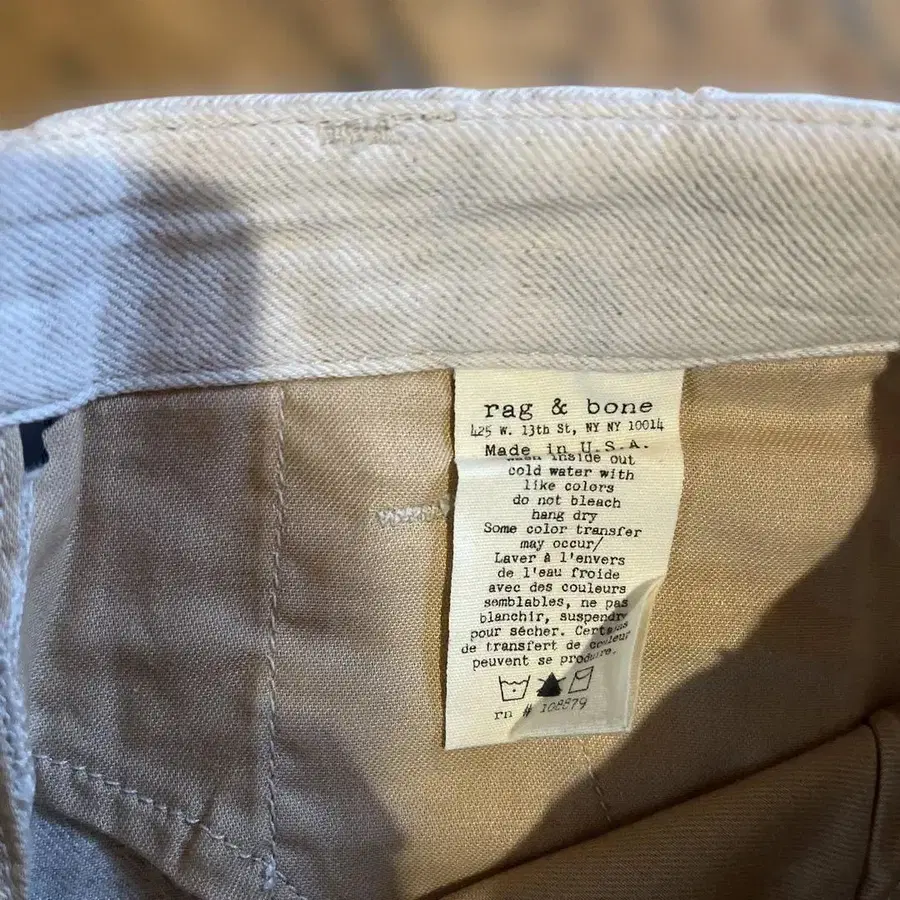 rag & bone
425 W. 13th St, NY NY 10014
Made in U.S.A.
inside out
cold water with
like colors
do not bleach
hang dry
Some color transfer
may occur/
Laver à l'envers
de l'eau froide
avec des couleurs
semblables, ne pas
blanchir, suspendre
pour sécher. Certains
de transfert de couleur
peuvent se produire.
rn # 108879